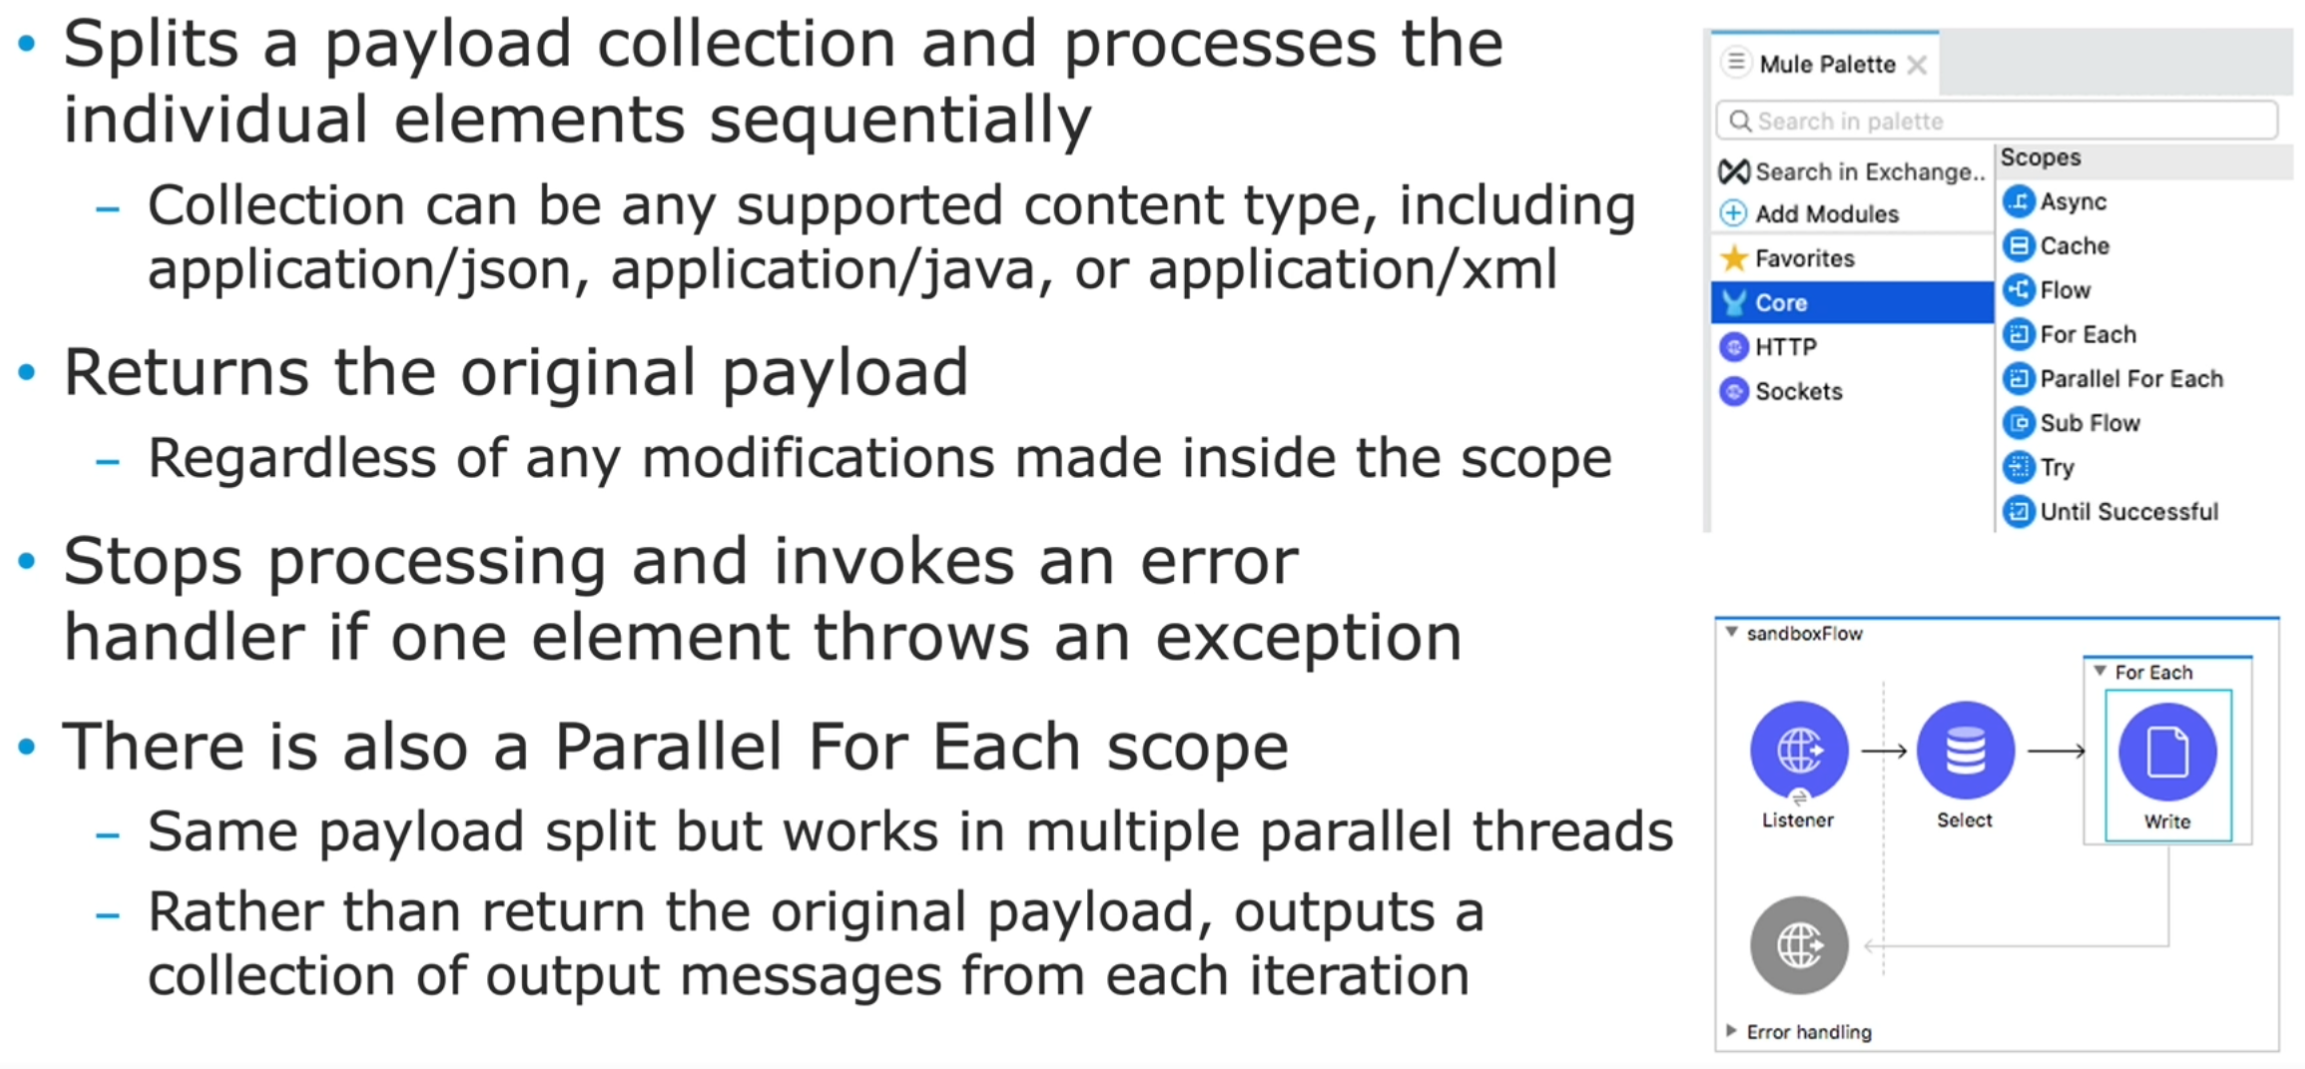 • Splits a payload collection and processes the
individual elements sequentially
– Collection can be any supported content type, including
application/json, application/java, or application/xml
• Returns the original payload
– Regardless of any modifications made inside the scope
• Stops processing and invokes an error
handler if one element throws an exception
• There is also a Parallel For Each scope
– Same payload split but works in multiple parallel threads
– Rather than return the original payload, outputs a
collection of output messages from each iteration
Mule Palette
Search in palette
Search in Exchange..
Add Modules
Favorites
Core
HTTP
Sockets
Scopes
Async
Cache
Flow
For Each
Parallel For Each
Sub Flow
Try
Until Successful
sandboxFlow
For Each
Listener
Select
Write
Error handling